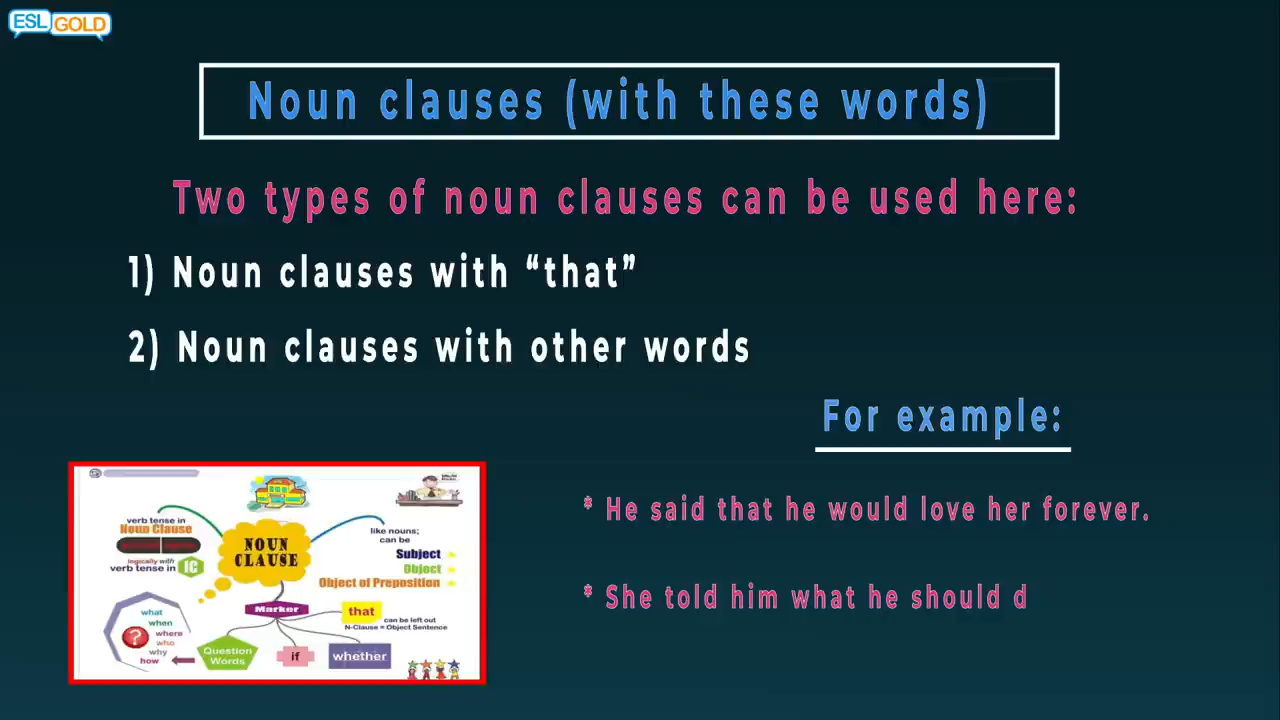 ESL GOLD
Noun clauses (with these words)
Two types of noun clauses can be used here:
1) Noun clauses with “that”
2) Noun clauses with other words
For example:
* He said that he would love her forever.
* She told him what he should d
verb tense in
Noun Clause
logically with
verb tense in
IC
NOUN
CLAUSE
like nouns;
can be
Subject
Object
Object of Preposition
Marker
that
can be left out
N-Clause = Object Sentence
what
when
where
who
why
how
?
Question
Words
if
whether